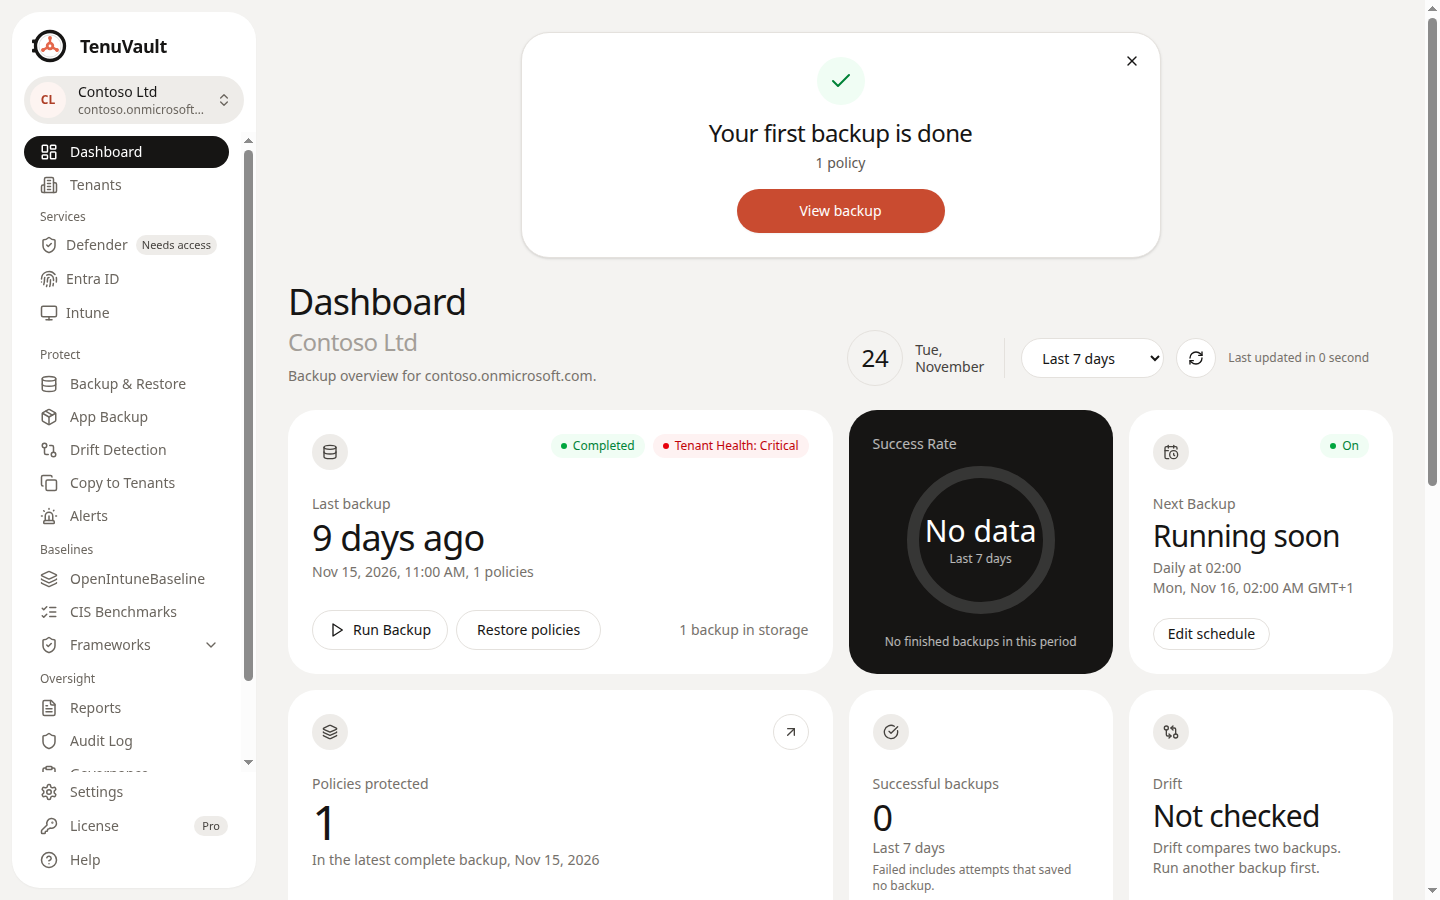 TenuVault
CL
Contoso Ltd
contoso.onmicrosoft...
Dashboard
Tenants
Services
Defender
Needs access
Entra ID
Intune
Protect
Backup & Restore
App Backup
Drift Detection
Copy to Tenants
Alerts
Baselines
OpenIntuneBaseline
CIS Benchmarks
Frameworks
Oversight
Reports
Audit Log
Settings
License
Pro
Help
Your first backup is done
1 policy
View backup
Dashboard
Contoso Ltd
Backup overview for contoso.onmicrosoft.com.
24
Tue,
November
Last 7 days
Last updated in 0 second
Completed
Tenant Health: Critical
Last backup
9 days ago
Nov 15, 2026, 11:00 AM, 1 policies
Run Backup
Restore policies
1 backup in storage
Success Rate
No data
Last 7 days
No finished backups in this period
On
Next Backup
Running soon
Daily at 02:00
Mon, Nov 16, 02:00 AM GMT+1
Edit schedule
Policies protected
1
In the latest complete backup, Nov 15, 2026
Successful backups
0
Last 7 days
Failed includes attempts that saved
no backup.
Drift
Not checked
Drift compares two backups.
Run another backup first.